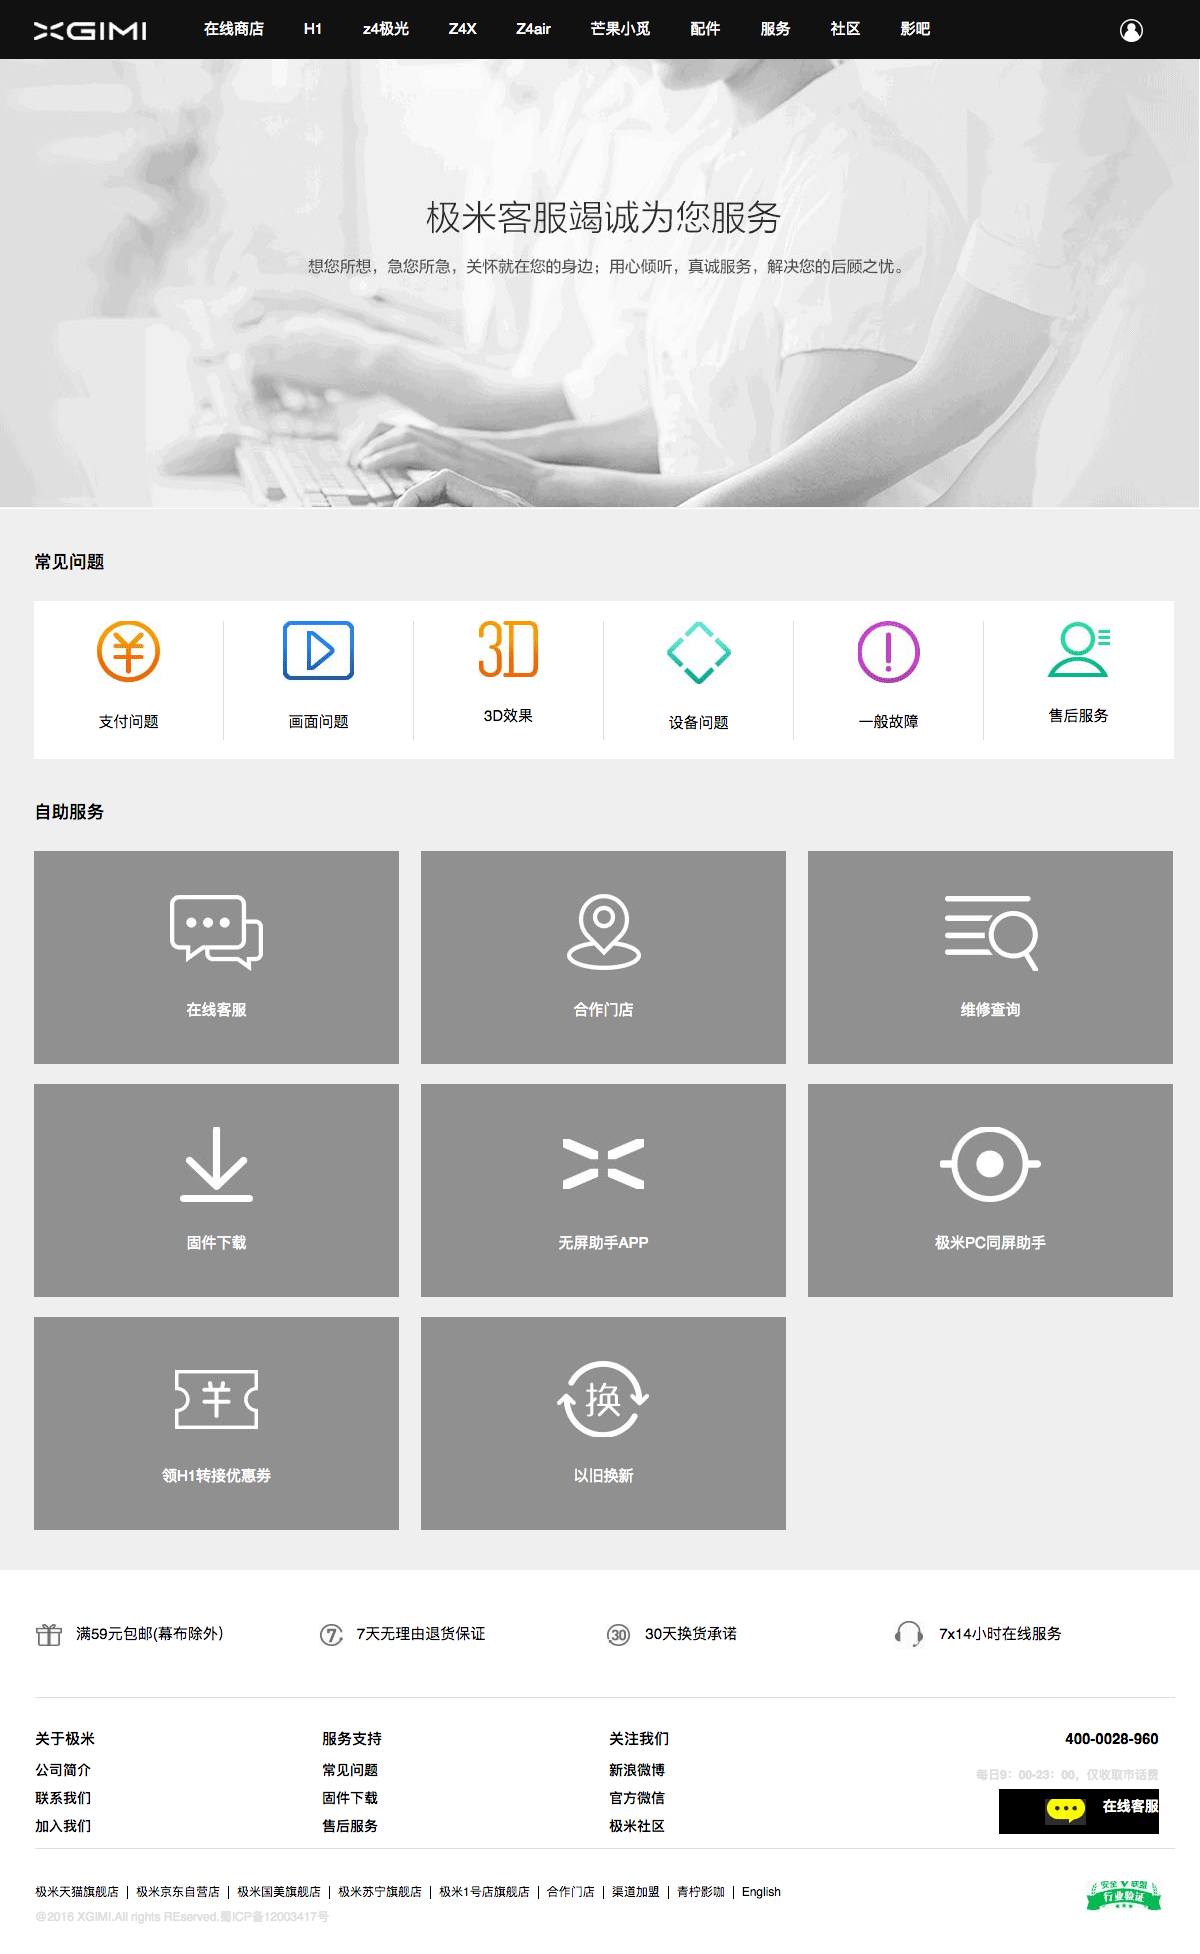 XGIMI 在线商店 H1 z4极光 Z4X Z4air 芒果小觅 配件 服务 社区 影吧
极米客服竭诚为您服务
想您所想，急您所急，关怀就在您的身边；用心倾听，真诚服务，解决您的后顾之忧。
常见问题
支付问题 画面问题 3D效果 设备问题 一般故障 售后服务
3D
自助服务
在线客服 合作门店 维修查询
固件下载 无屏助手APP 极米PC同屏助手
换
领H1转接优惠劵 以旧换新
满59元包邮(幕布除外) 7 7天无理由退货保证 30 30天换货承诺 7x14小时在线服务
关于极米 服务支持 关注我们 400-0028-960
公司简介 常见问题 新浪微博 每日9：00-23：00，仅收取市话费
联系我们 固件下载 官方微信 在线客服
加入我们 售后服务 极米社区
极米天猫旗舰店 | 极米京东自营店 | 极米国美旗舰店 | 极米苏宁旗舰店 | 极米1号店旗舰店 | 合作门店 | 渠道加盟 | 青柠影咖 | English
@2016 XGIMI.All rights REserved.蜀ICP备12003417号
安全V联盟
行业验证